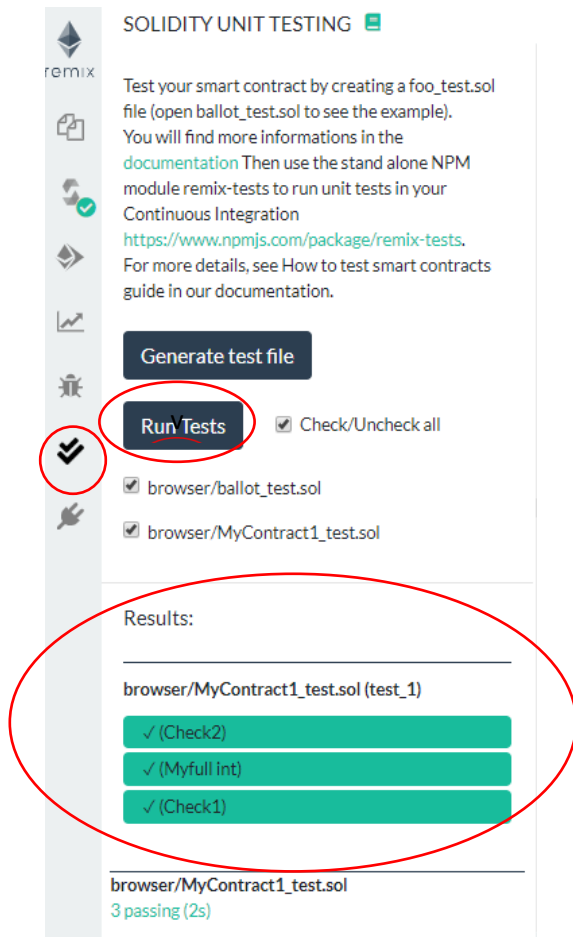 SOLIDITY UNIT TESTING
remix
Test your smart contract by creating a foo_test.sol
file (open ballot_test.sol to see the example).
You will find more informations in the
documentation Then use the stand alone NPM
module remix-tests to run unit tests in your
Continuous Integration
https://www.npmjs.com/package/remix-tests.
For more details, see How to test smart contracts
guide in our documentation.
Generate test file
Run Tests
V
Check/Uncheck all
browser/ballot_test.sol
browser/MyContract1_test.sol
Results:
browser/MyContract1_test.sol (test_1)
✓ (Check2)
✓ (Myfull int)
✓ (Check1)
browser/MyContract1_test.sol
3 passing (2s)